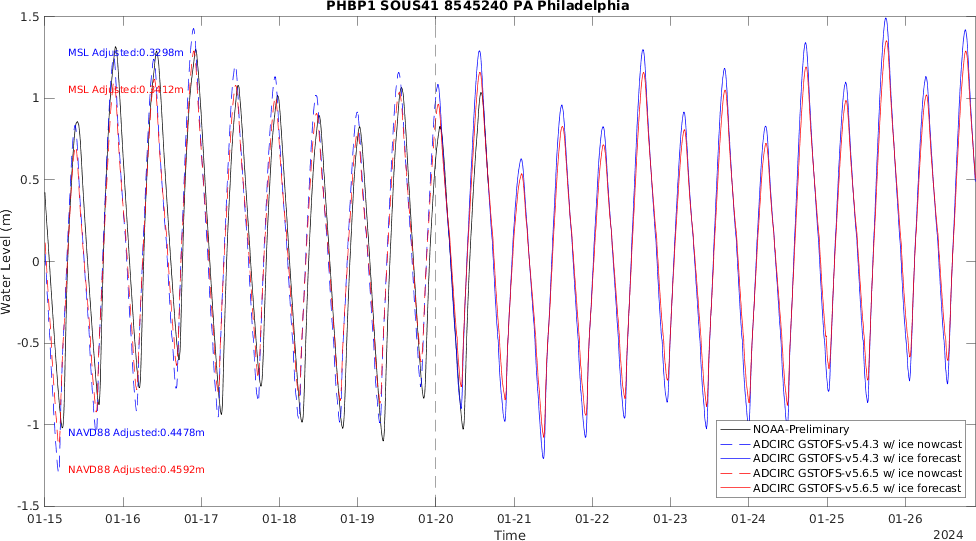 PHBP1 SOUS41 8545240 PA Philadelphia
Water Level (m)
1.5
1
0.5
0
-0.5
-1
-1.5
MSL Adjusted:0.3298m
MSL Adjusted:0.3412m
NAVD88 Adjusted:0.4478m
NAVD88 Adjusted:0.4592m
NOAA-Preliminary
ADCIRC GSTOFS-v5.4.3 w/ ice nowcast
ADCIRC GSTOFS-v5.4.3 w/ ice forecast
ADCIRC GSTOFS-v5.6.5 w/ ice nowcast
ADCIRC GSTOFS-v5.6.5 w/ ice forecast
01-15 01-16 01-17 01-18 01-19 01-20 01-21 01-22 01-23 01-24 01-25 01-26
Time
2024